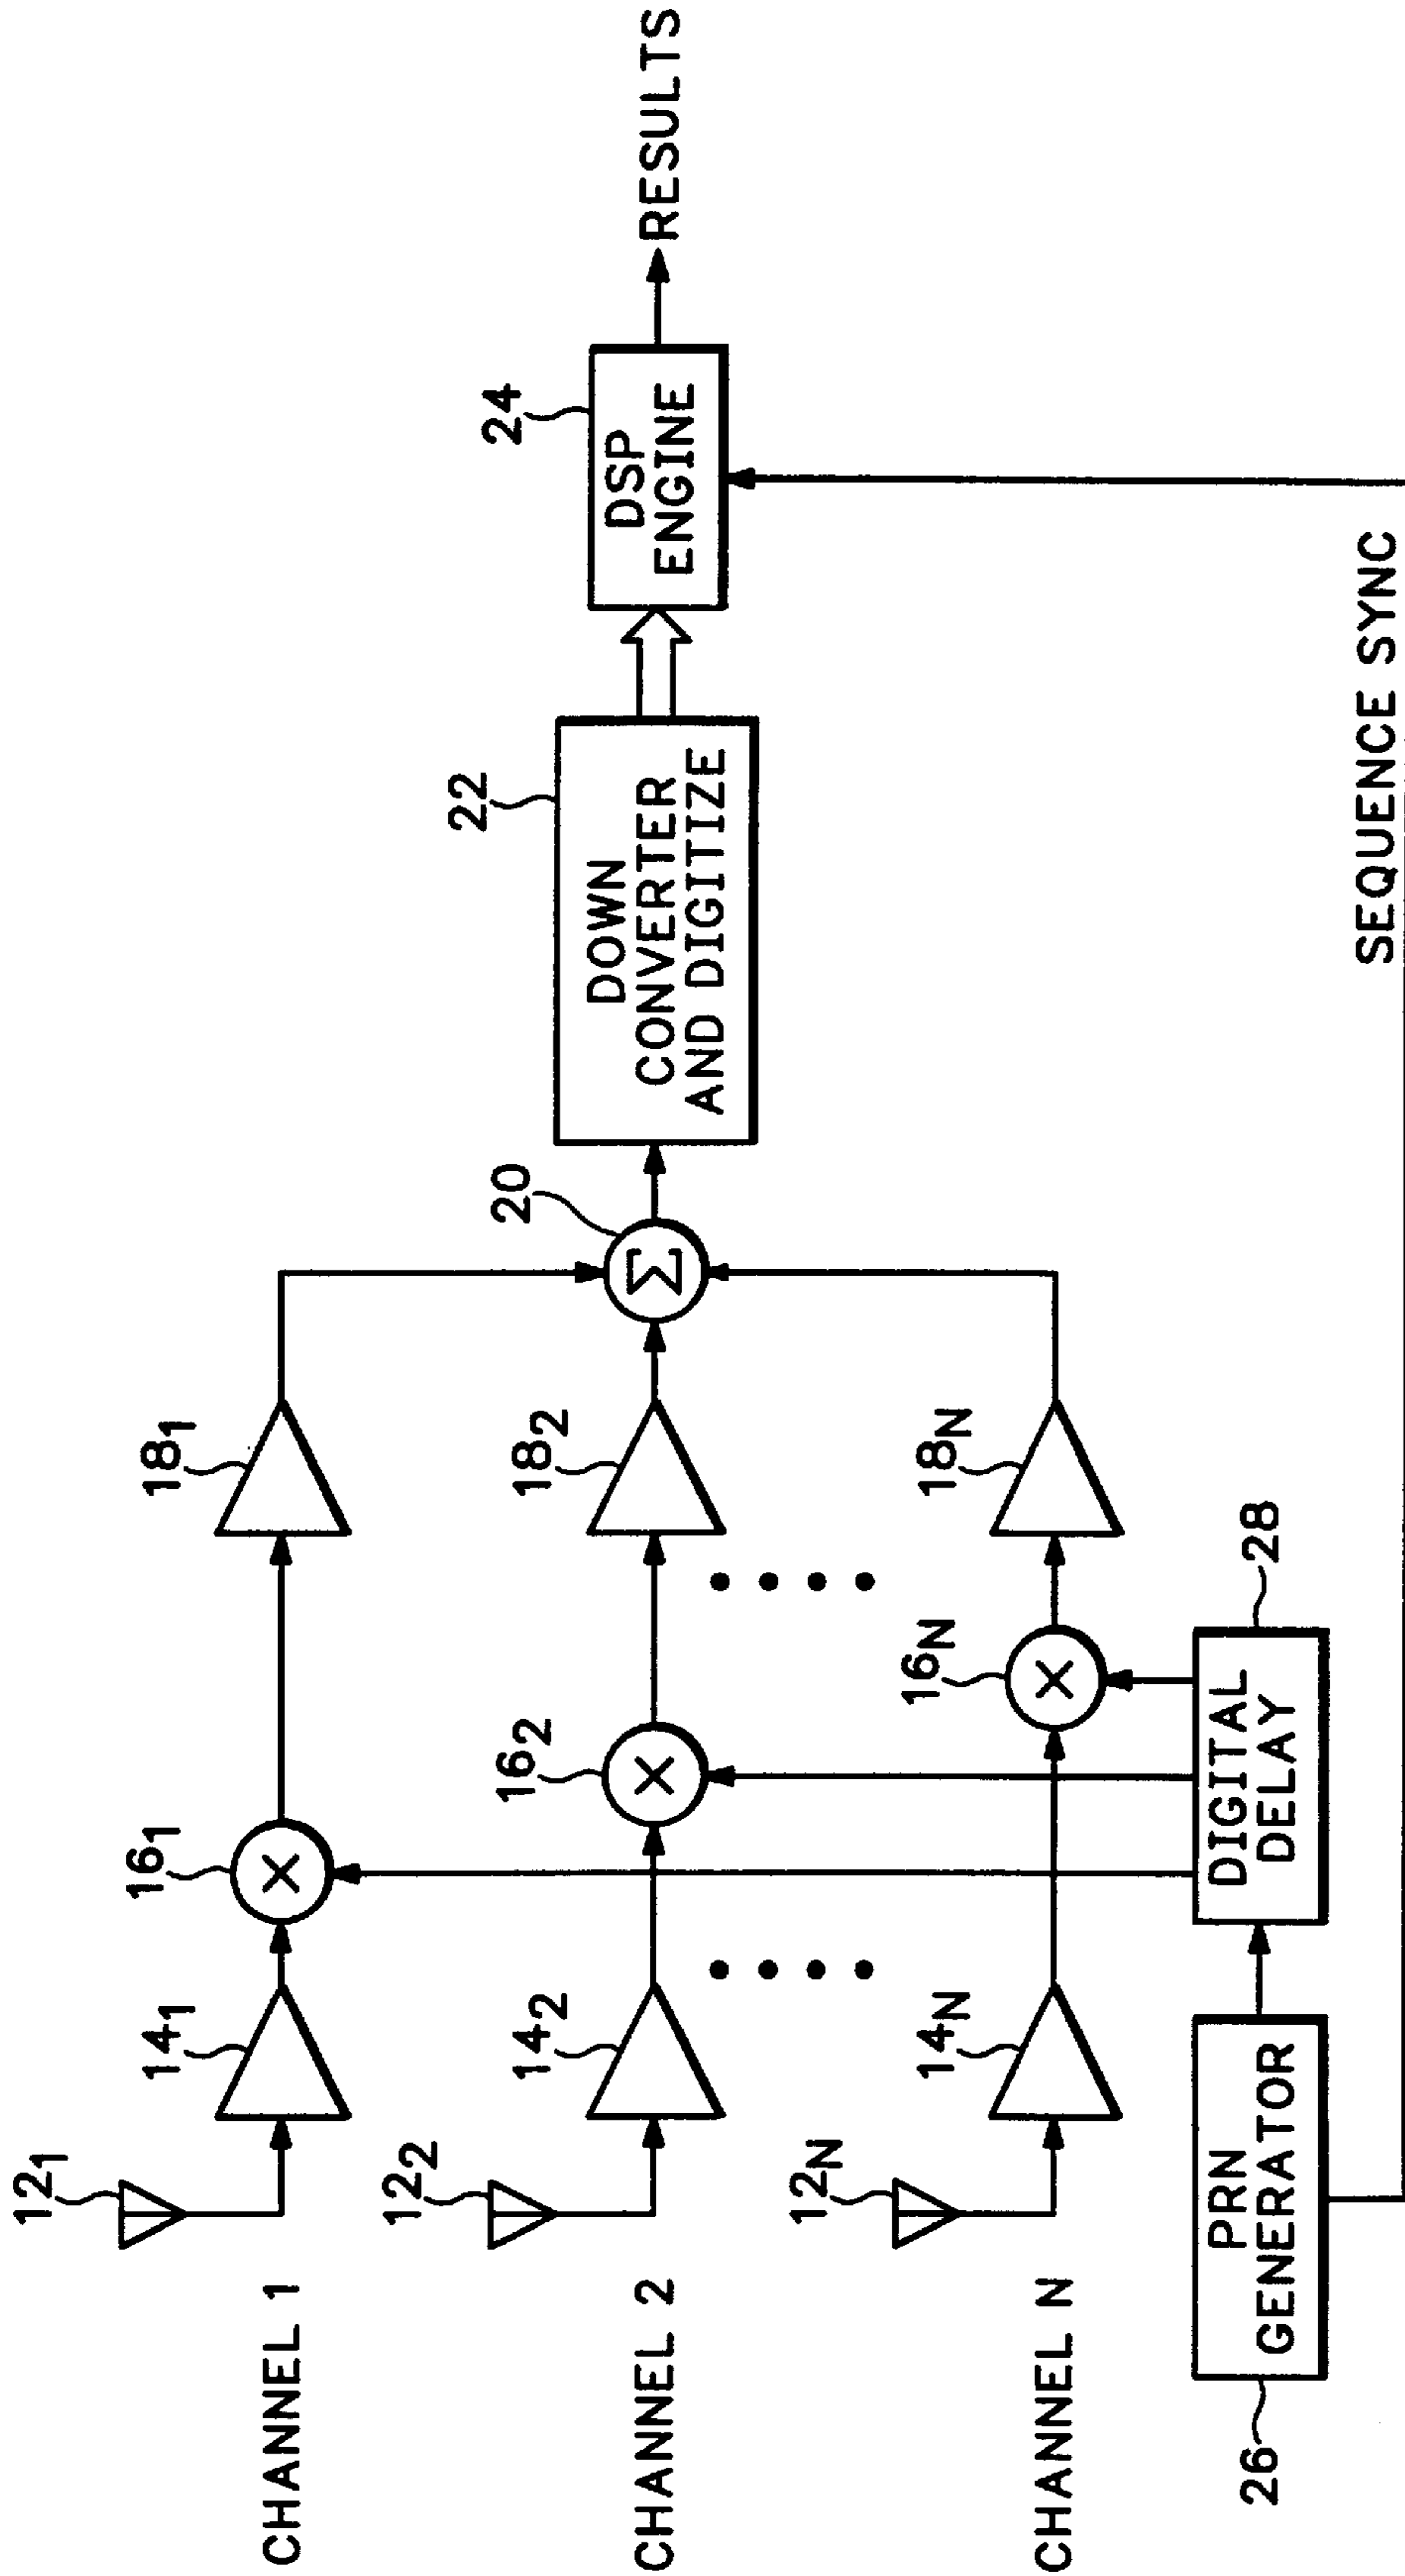 CHANNEL 1
12₁
14₁
16₁
18₁
CHANNEL 2
12₂
14₂
16₂
18₂
20
Σ
22
DOWN
CONVERTER
AND DIGITIZE
24
DSP
ENGINE
RESULTS
CHANNEL N
12N
14N
16N
18N
26
PRN
GENERATOR
DIGITAL
DELAY
28
SEQUENCE SYNC